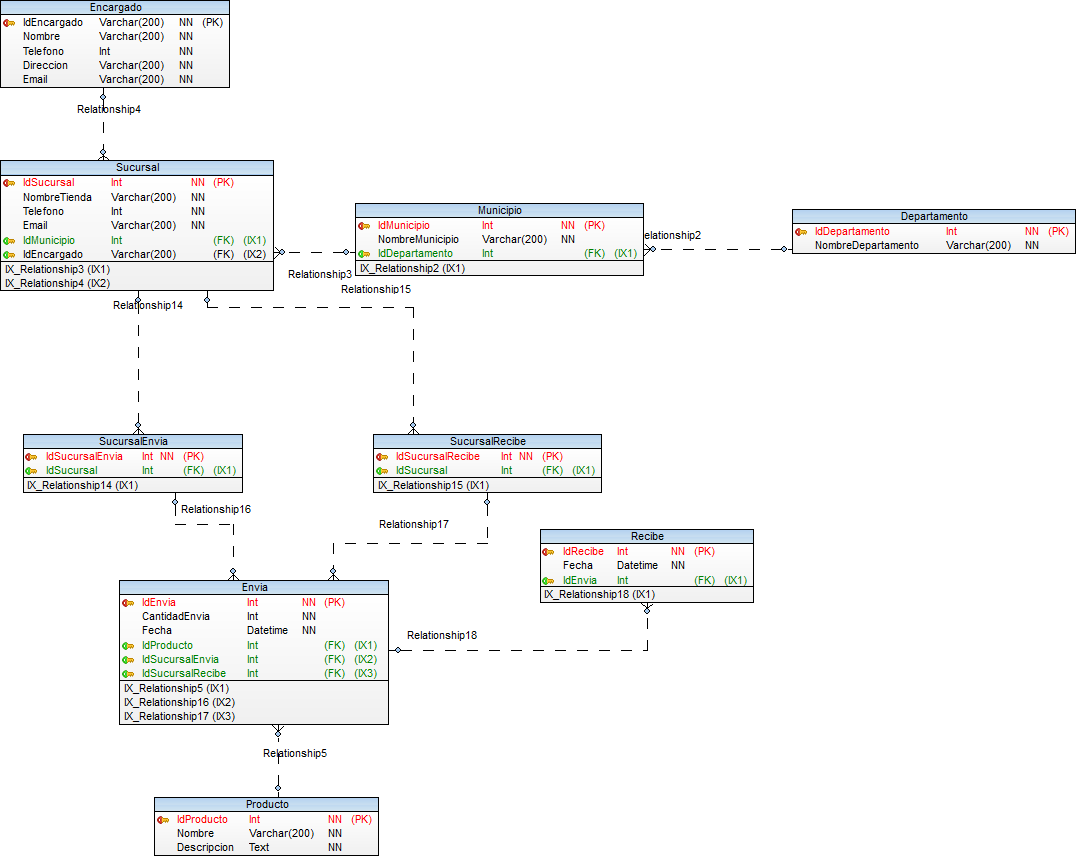 Encargado
IdEncargado Varchar(200) NN (PK)
Nombre Varchar(200) NN
Telefono Int NN
Direccion Varchar(200) NN
Email Varchar(200) NN
Relationship4
Sucursal
IdSucursal Int NN (PK)
NombreTienda Varchar(200) NN
Telefono Int NN
Email Varchar(200) NN
IdMunicipio Int (FK) (IX1)
IdEncargado Varchar(200) (FK) (IX2)
IX_Relationship3 (IX1)
IX_Relationship4 (IX2)
Relationship3
Municipio
IdMunicipio Int NN (PK)
NombreMunicipio Varchar(200) NN
IdDepartamento Int (FK) (IX1)
IX_Relationship2 (IX1)
elationship2
Departamento
IdDepartamento Int NN (PK)
NombreDepartamento Varchar(200) NN
Relationship14
Relationship15
SucursalEnvia
IdSucursalEnvia Int NN (PK)
IdSucursal Int (FK) (IX1)
IX_Relationship14 (IX1)
SucursalRecibe
IdSucursalRecibe Int NN (PK)
IdSucursal Int (FK) (IX1)
IX_Relationship15 (IX1)
Relationship16
Relationship17
Recibe
IdRecibe Int NN (PK)
Fecha Datetime NN
IdEnvia Int (FK) (IX1)
IX_Relationship18 (IX1)
Envia
IdEnvia Int NN (PK)
CantidadEnvia Int NN
Fecha Datetime NN
IdProducto Int (FK) (IX1)
IdSucursalEnvia Int (FK) (IX2)
IdSucursalRecibe Int (FK) (IX3)
IX_Relationship5 (IX1)
IX_Relationship16 (IX2)
IX_Relationship17 (IX3)
Relationship18
Relationship5
Producto
IdProducto Int NN (PK)
Nombre Varchar(200) NN
Descripcion Text NN